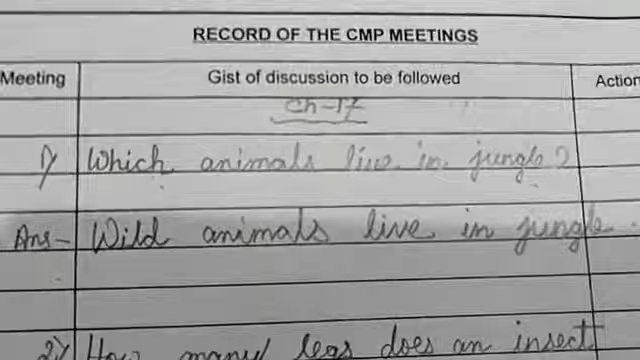 RECORD OF THE CMP MEETINGS
Meeting Gist of discussion to be followed Action
Ch-17
1) Which animals live in jungle?
Ans- Wild animals live in jungle.
2) How many legs does an insect